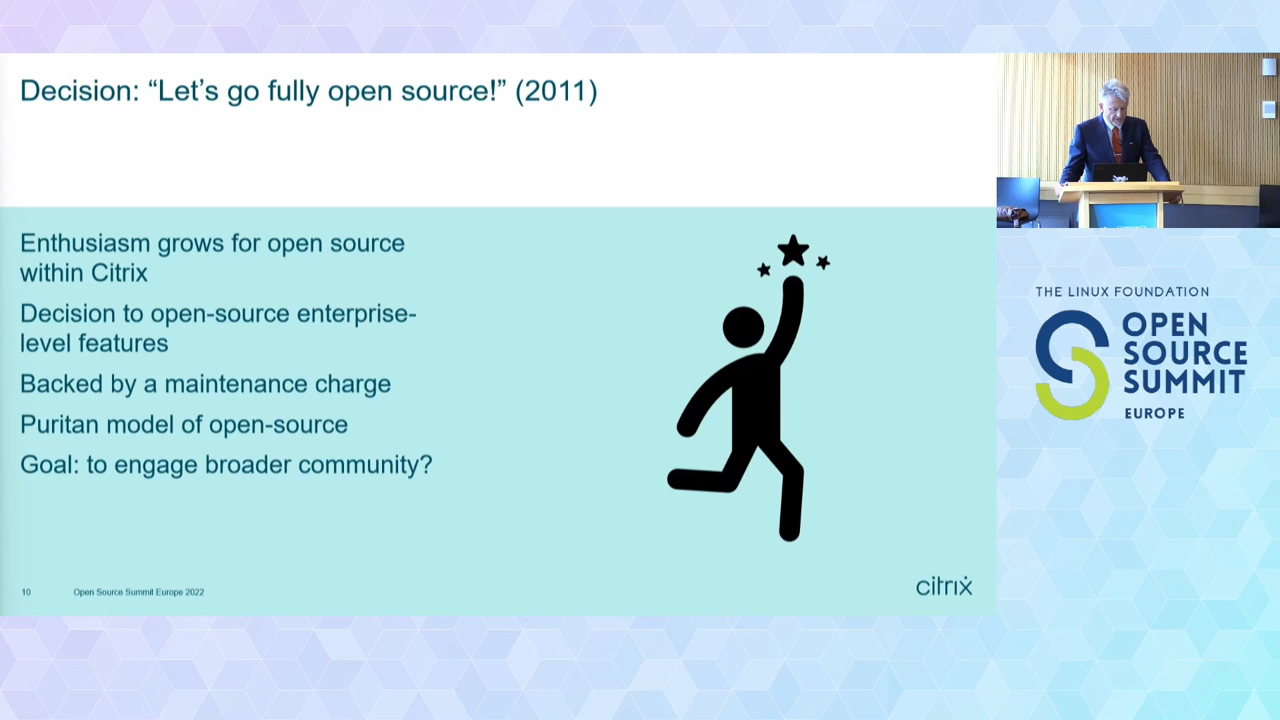 Decision: “Let’s go fully open source!” (2011)
Enthusiasm grows for open source
within Citrix
Decision to open-source enterprise-
level features
Backed by a maintenance charge
Puritan model of open-source
Goal: to engage broader community?
10
Open Source Summit Europe 2022
citrix
THE LINUX FOUNDATION
OPEN
SOURCE
SUMMIT
EUROPE